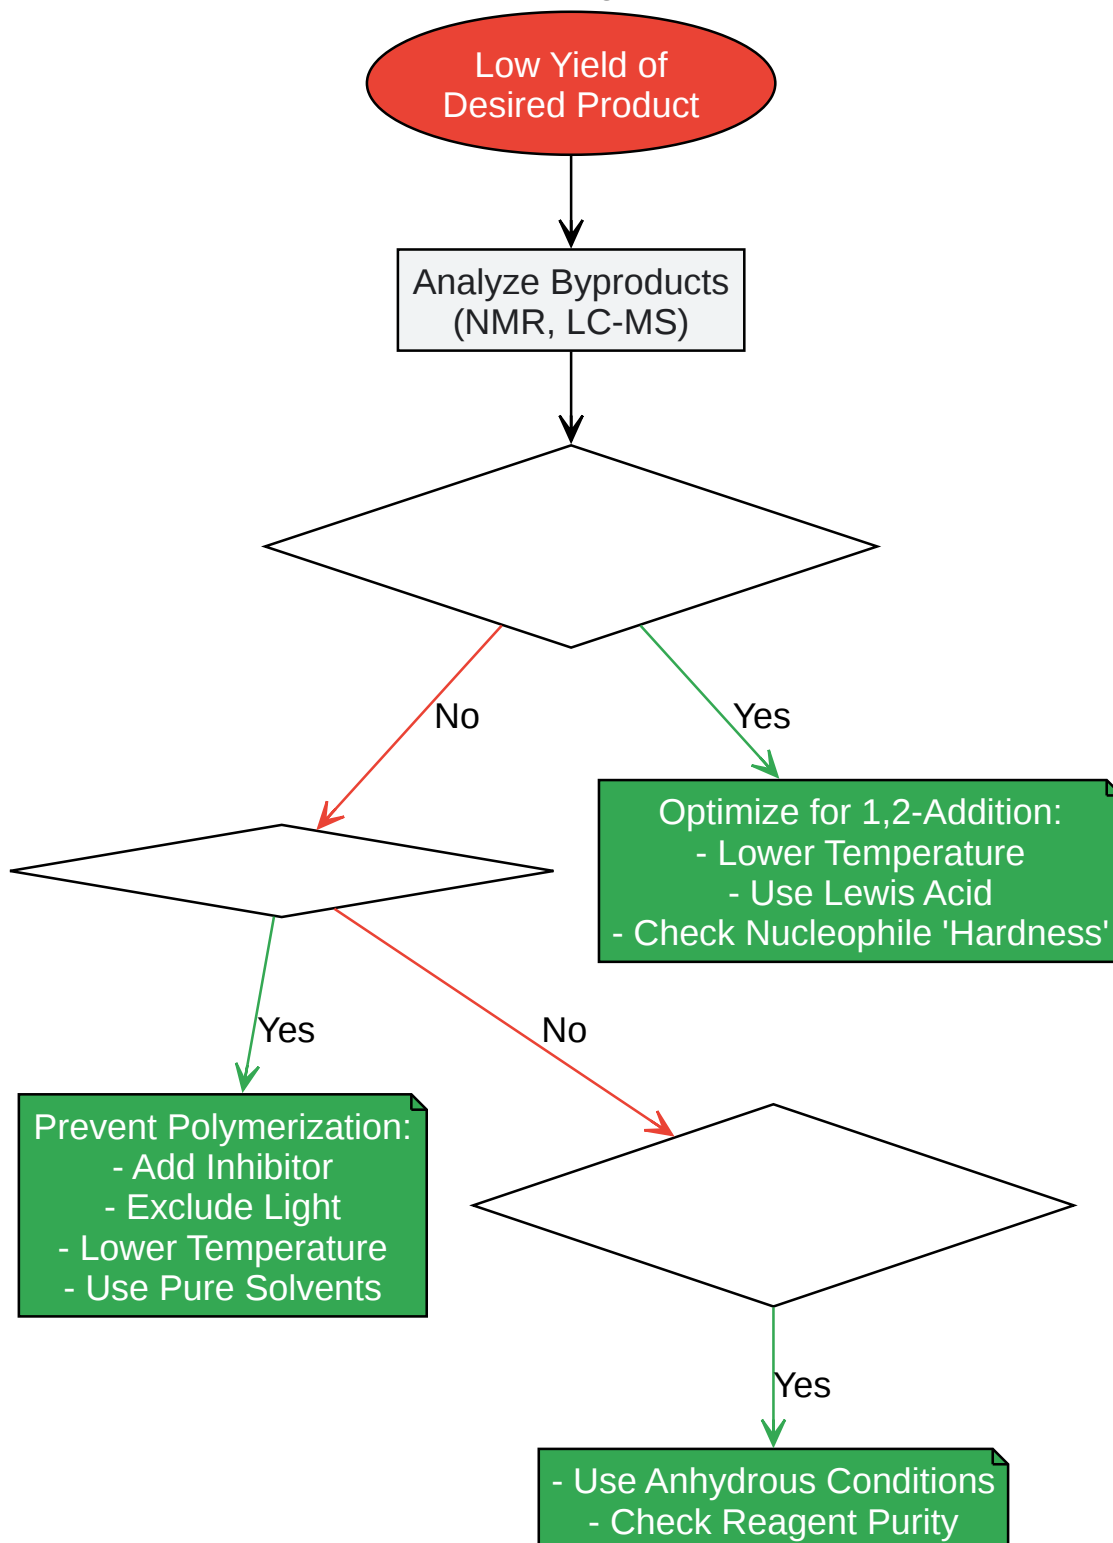 Low Yield of
Desired Product
Analyze Byproducts
(NMR, LC-MS)
No
Yes
Optimize for 1,2-Addition:
- Lower Temperature
- Use Lewis Acid
- Check Nucleophile 'Hardness'
Yes
No
Prevent Polymerization:
- Add Inhibitor
- Exclude Light
- Lower Temperature
- Use Pure Solvents
Yes
- Use Anhydrous Conditions
- Check Reagent Purity